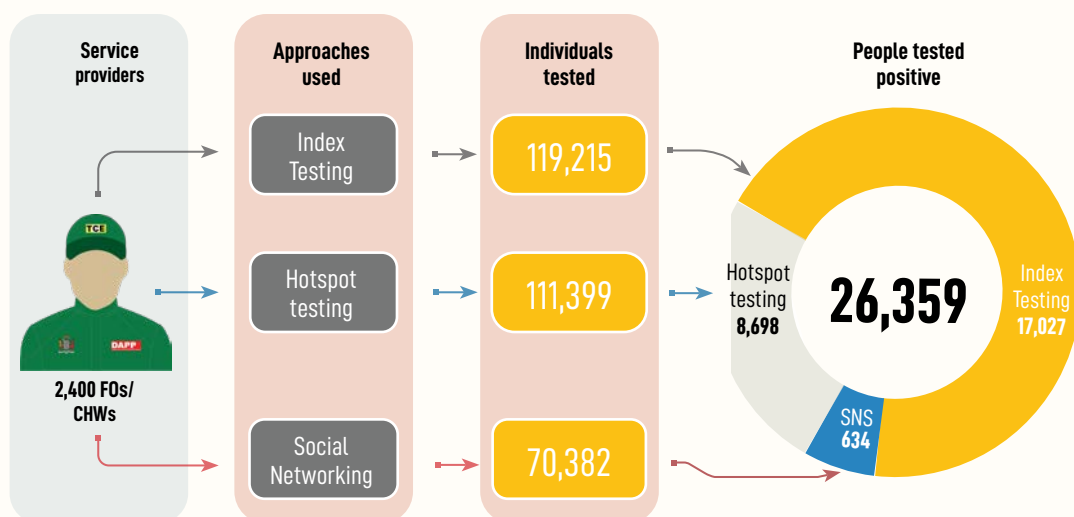 Service
providers
Approaches
used
Individuals
tested
People tested
positive
TCE
DAPP
2,400 FOs/
CHWs
Index
Testing
119,215
Hotspot
testing
111,399
Social
Networking
70,382
Hotspot
testing
8,698
26,359
Index
Testing
17,027
SNS
634